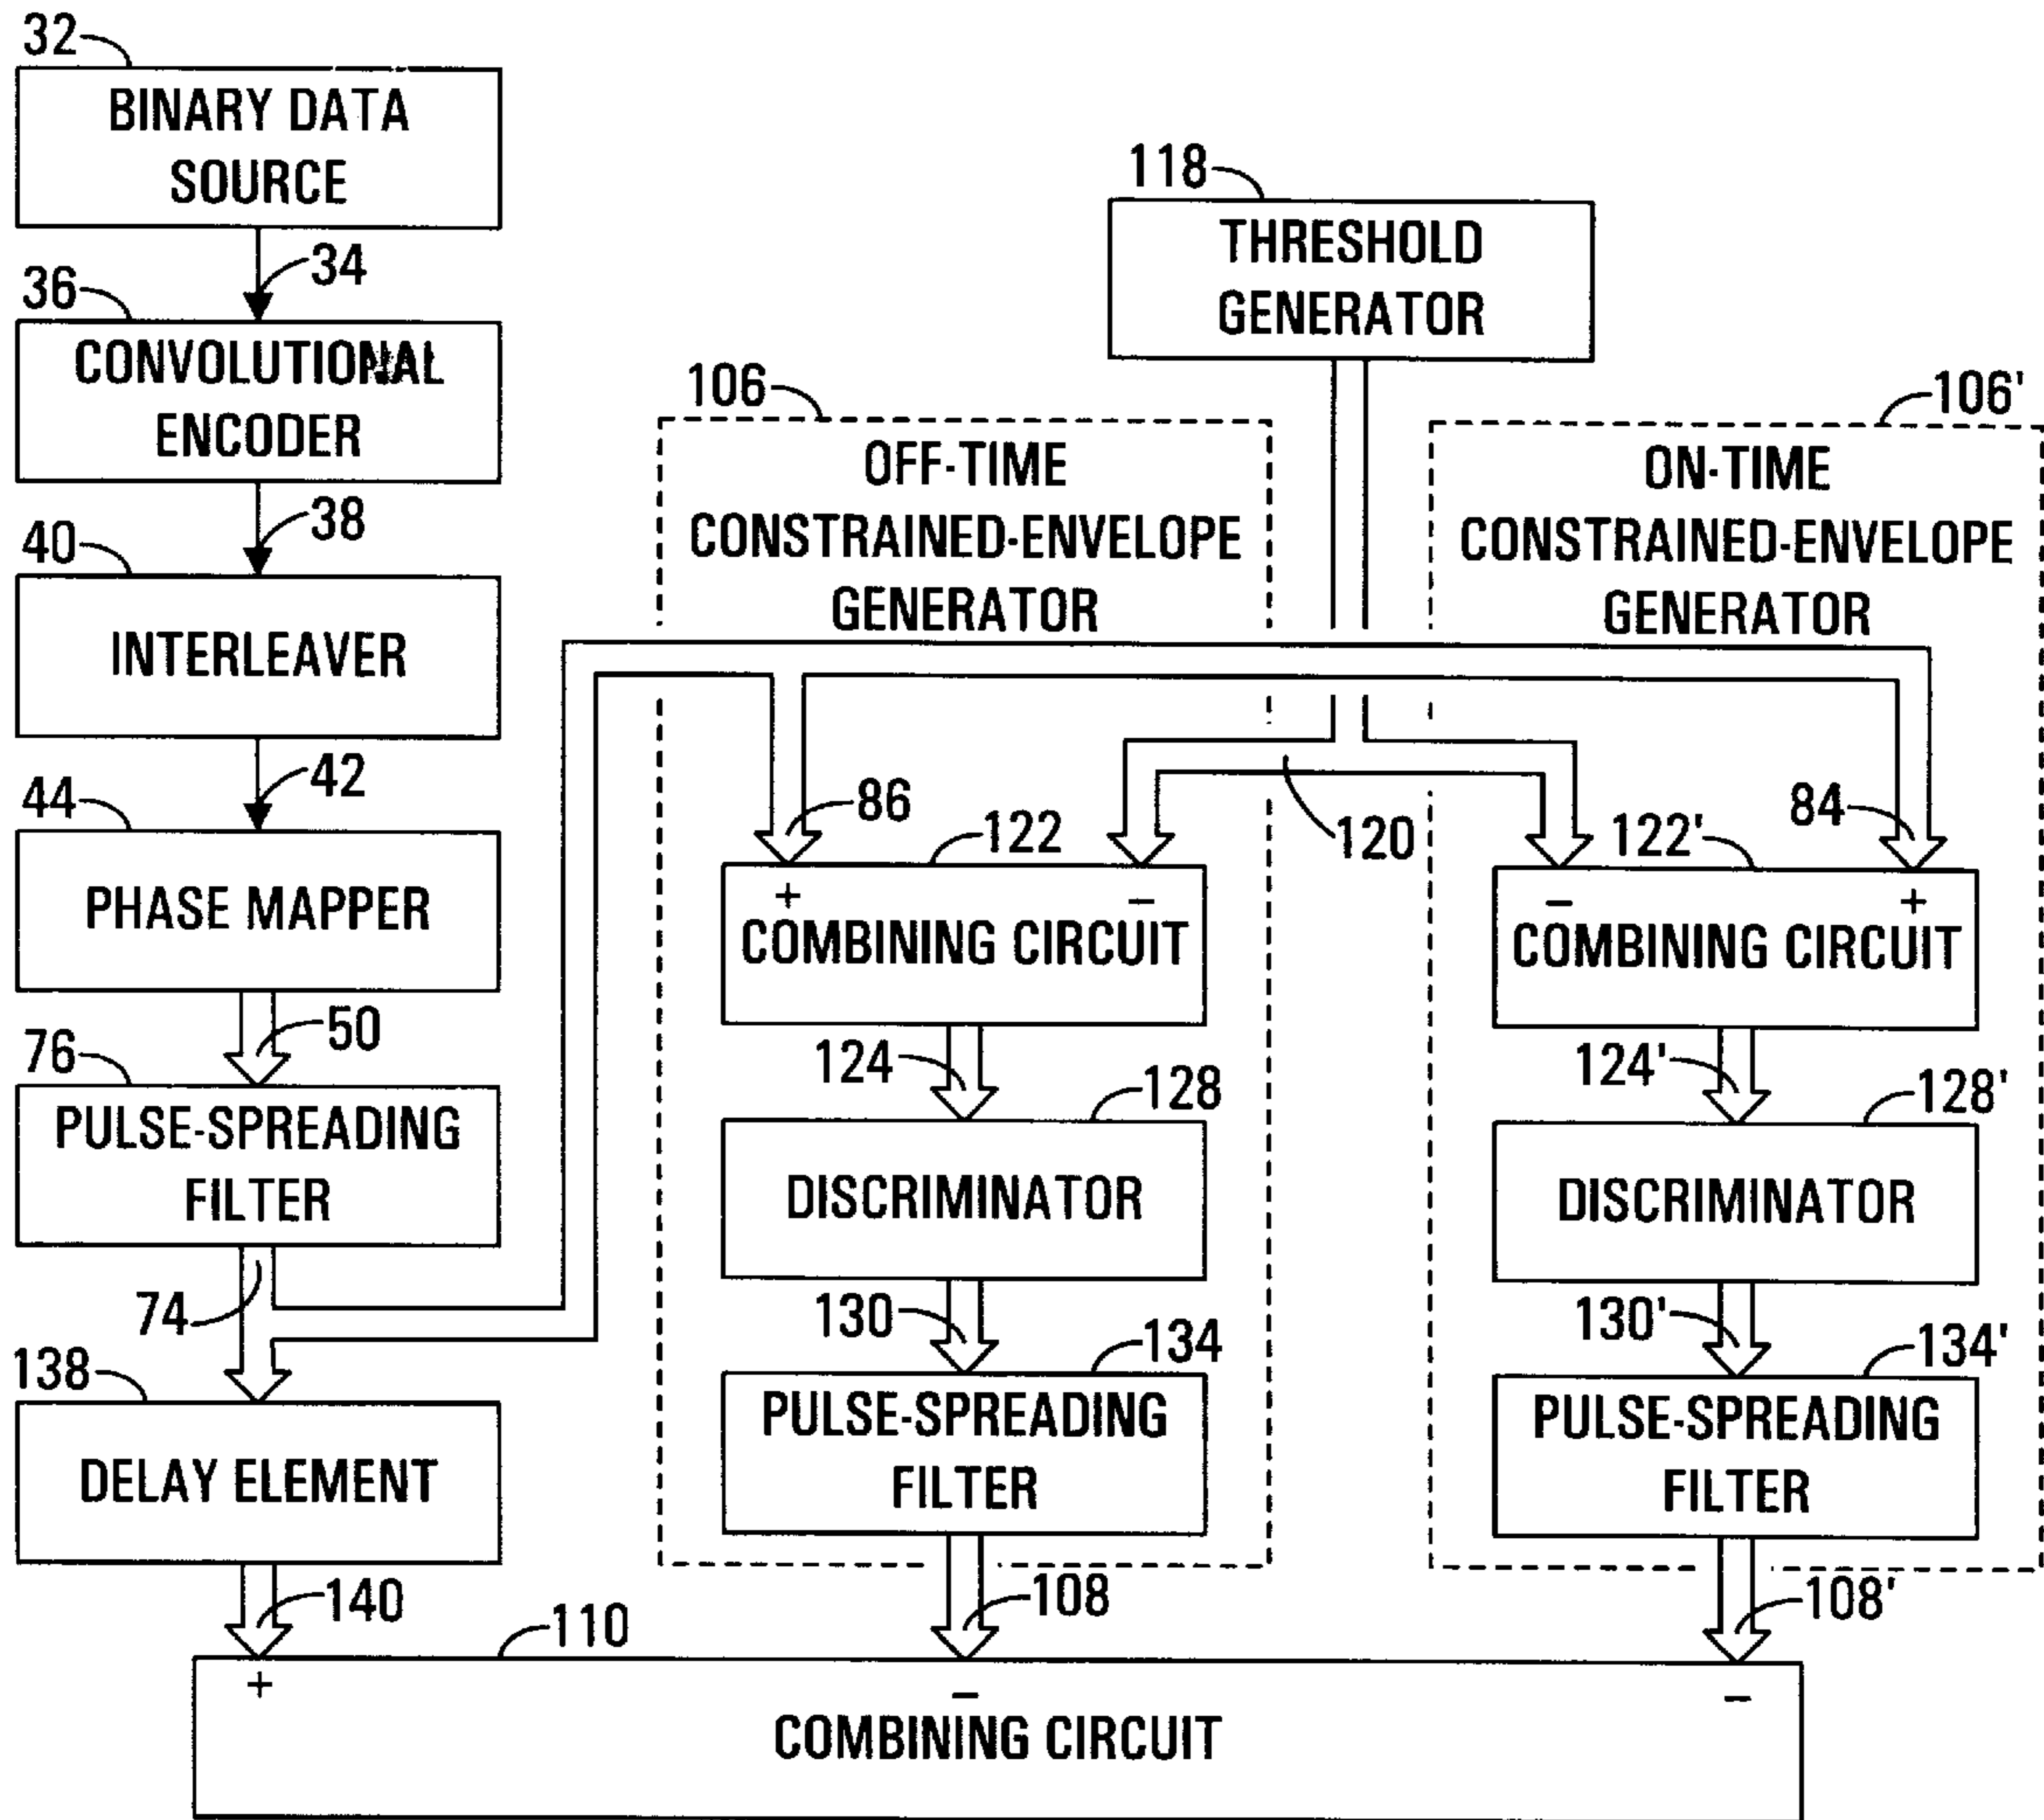 32
BINARY DATA
SOURCE
34
36
CONVOLUTIONAL
ENCODER
38
40
INTERLEAVER
42
44
PHASE MAPPER
50
76
PULSE-SPREADING
FILTER
74
138
DELAY ELEMENT
140
118
THRESHOLD
GENERATOR
106
OFF-TIME
CONSTRAINED-ENVELOPE
GENERATOR
86
122
120
+ −
COMBINING CIRCUIT
124
128
DISCRIMINATOR
130
134
PULSE-SPREADING
FILTER
108
106'
ON-TIME
CONSTRAINED-ENVELOPE
GENERATOR
84
122'
− +
COMBINING CIRCUIT
124'
128'
DISCRIMINATOR
130'
134'
PULSE-SPREADING
FILTER
108'
110
+ − −
COMBINING CIRCUIT